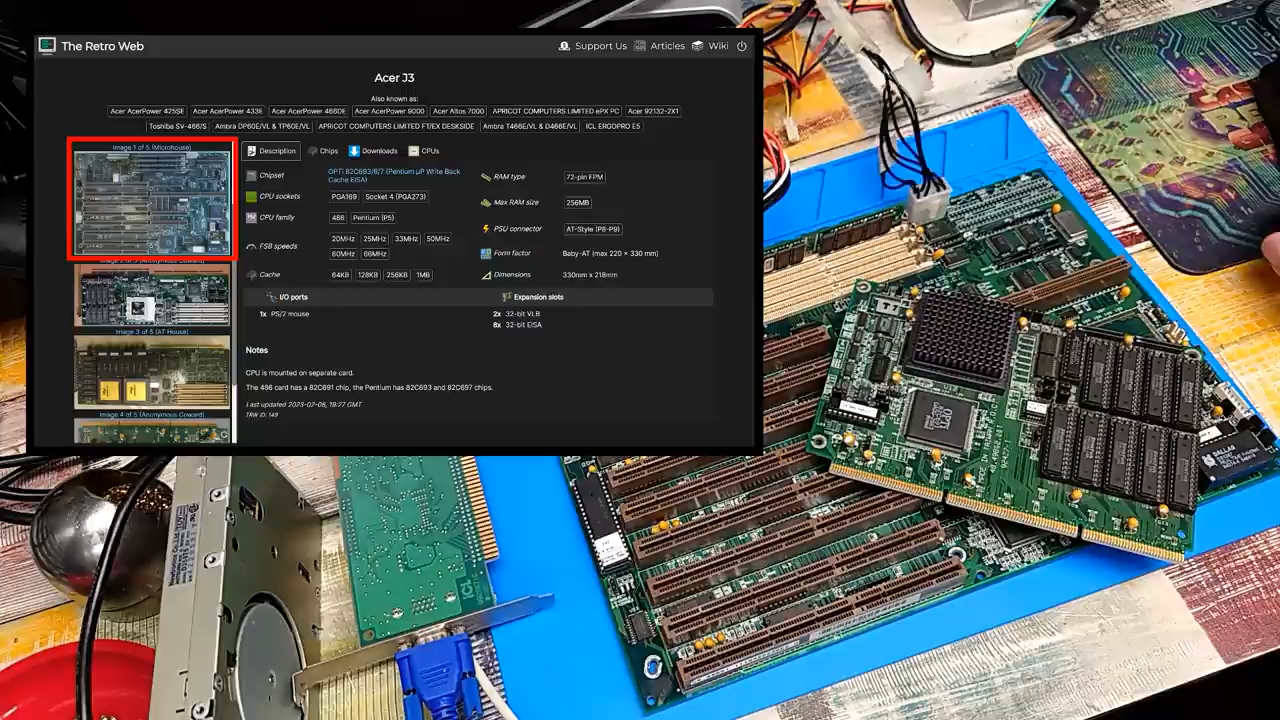 The Retro Web
Support Us
Articles
Wiki
Acer J3
Also known as:
Acer AcerPower 425SE
Acer AcerPower 433E
Acer AcerPower 466DE
Acer AcerPower 9000
Acer Altos 7000
APRICOT COMPUTERS LIMITED ePX PC
Acer 92132-2X1
Toshiba SV-466/S
Ambra DP60E/VL & TP60E/VL
APRICOT COMPUTERS LIMITED FT/EX DESKSIDE
Ambra T466E/VL & D466E/VL
ICL ERGOPRO E5
Image 1 of 5 (Microhouse)
Image 2 of 5 (Anonymous Coward)
Image 3 of 5 (AT House)
Image 4 of 5 (Anonymous Coward)
Description
Chips
Downloads
CPUs
Chipset
OPTi 82C693/6/7 (Pentium µP Write
Back Cache EISA)
CPU sockets
PGA169
Socket 4 (PGA273)
CPU family
486
Pentium (P5)
FSB speeds
20MHz
25MHz
33MHz
50MHz
60MHz
66MHz
Cache
64KB
128KB
256KB
1MB
RAM type
72-pin FPM
Max RAM size
256MB
PSU connector
AT-Style (P8-P9)
Form factor
Baby-AT (max 220 × 330 mm)
Dimensions
330mm x 218mm
I/O ports
1x PS/2 mouse
Expansion slots
2x 32-bit VLB
8x 32-bit EISA
Notes
CPU is mounted on separate card.
The 486 card has a 82C691 chip, the Pentium has 82C693 and 82C697 chips.
Last updated 2023-02-08, 19:27 GMT
TRW ID: 149
DALLAS
ICL